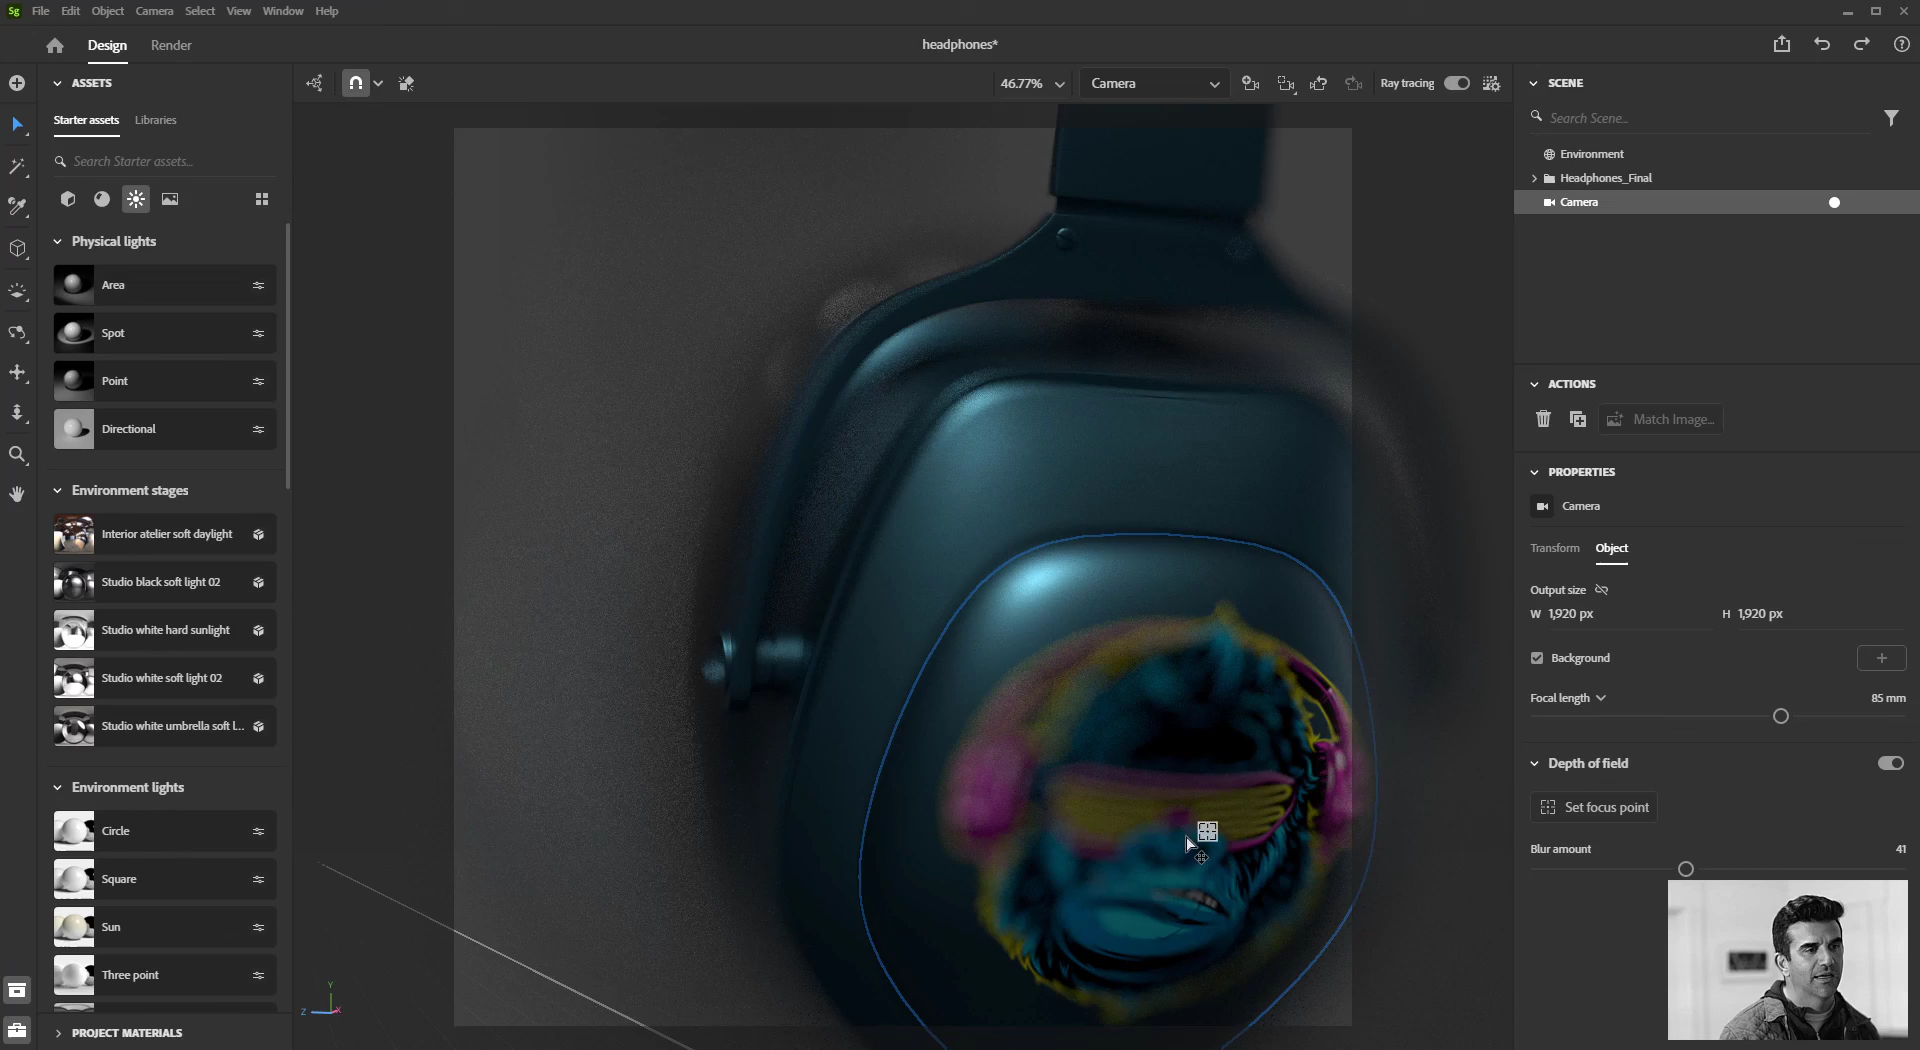 Sg File Edit Object Camera Select View Window Help
Design Render
headphones*
ASSETS
Starter assets Libraries
Search Starter assets...
Physical lights
Area
Spot
Point
Directional
Environment stages
Interior atelier soft daylight
Studio black soft light 02
Studio white hard sunlight
Studio white soft light 02
Studio white umbrella soft l...
Environment lights
Circle
Square
Sun
Three point
PROJECT MATERIALS
46.77% Camera Ray tracing
Y
Z X
SCENE
Search Scene...
Environment
Headphones_Final
Camera
ACTIONS
Match Image...
PROPERTIES
Camera
Transform Object
Output size
W 1,920 px H 1,920 px
Background
Focal length 85 mm
Depth of field
Set focus point
Blur amount 41